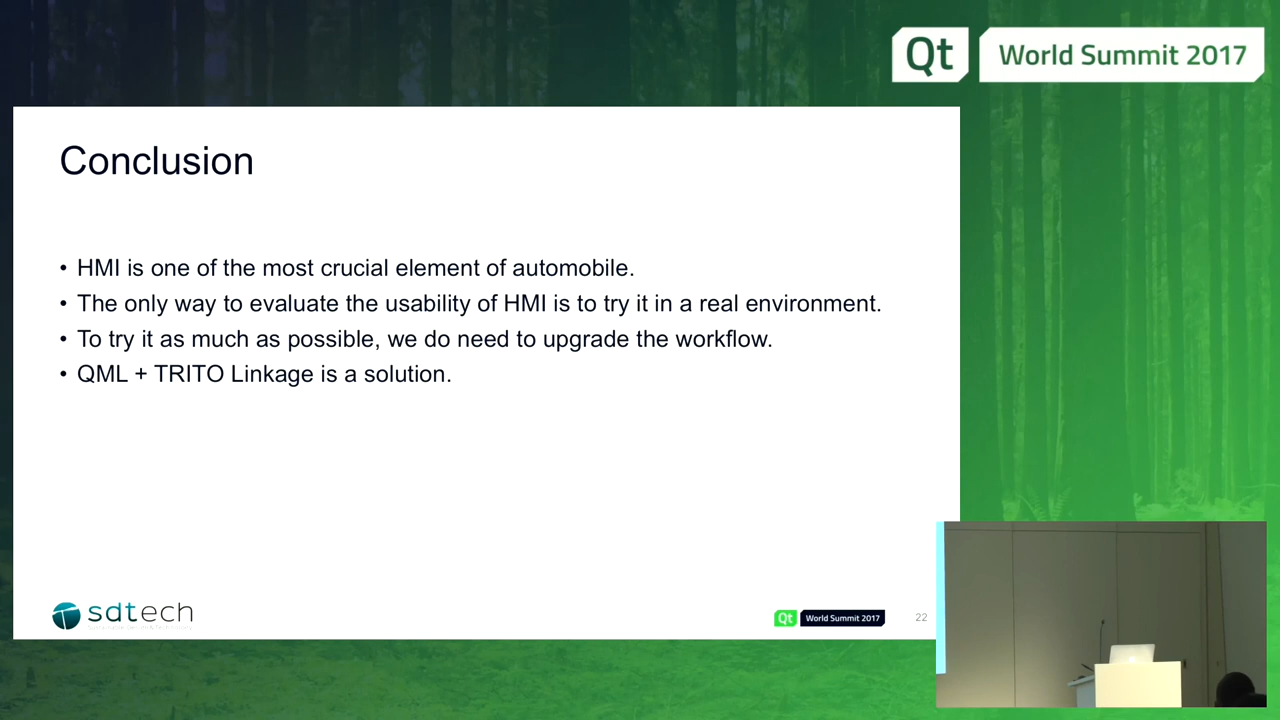 Qt World Summit 2017
Conclusion
• HMI is one of the most crucial element of automobile.
• The only way to evaluate the usability of HMI is to try it in a real environment.
• To try it as much as possible, we do need to upgrade the workflow.
• QML + TRITO Linkage is a solution.
sdtech
Qt World Summit 2017
22